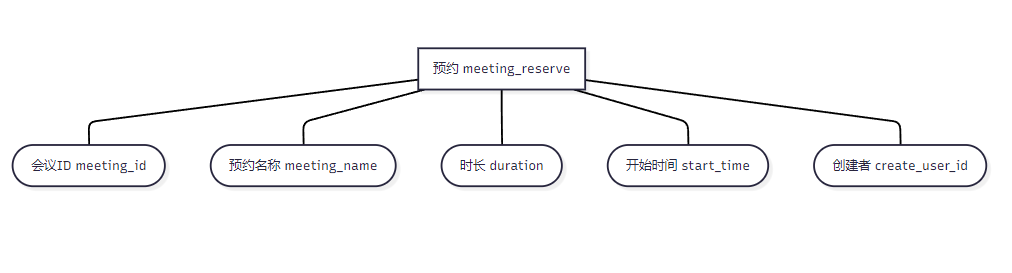 预约 meeting_reserve
会议ID meeting_id
预约名称 meeting_name
时长 duration
开始时间 start_time
创建者 create_user_id